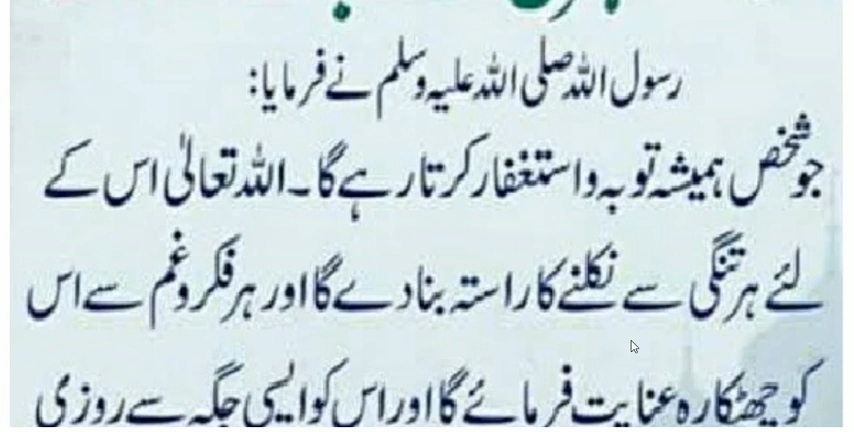 رسول اللہ صلی اللہ علیہ وسلم نے فرمایا:
جو شخص ہمیشہ توبہ و استغفار کرتا رہے گا۔ اللہ تعالیٰ اس کے
لئے ہر تنگی سے نکلنے کا راستہ بنا دے گا اور ہر فکر و غم سے اس
کو چھٹکارہ عنایت فرمائے گا اور اس کو ایسی جگہ سے روزی